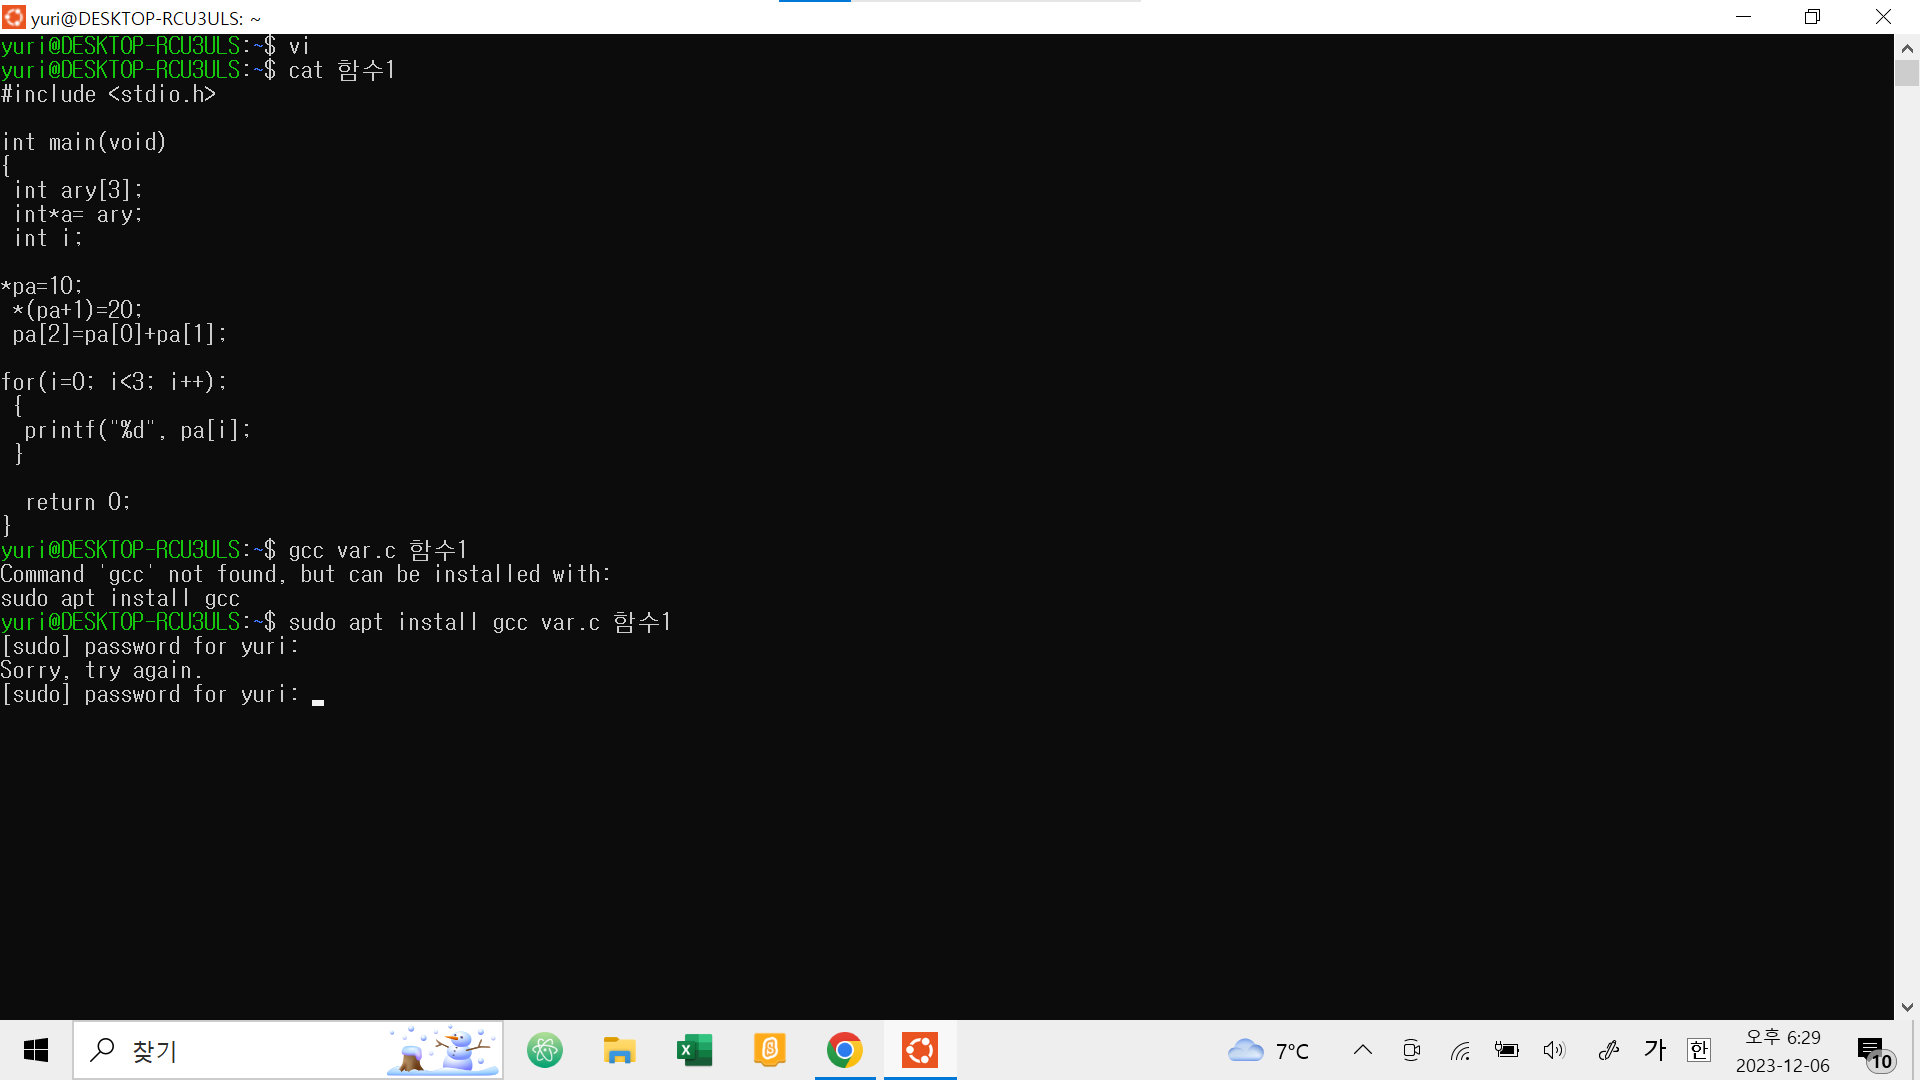 yuri@DESKTOP-RCU3ULS: ~
yuri@DESKTOP-RCU3ULS:~$ vi
yuri@DESKTOP-RCU3ULS:~$ cat 함수1
#include <stdio.h>
int main(void)
{
int ary[3];
int*a= ary;
int i;
*pa=10;
*(pa+1)=20;
pa[2]=pa[0]+pa[1];
for(i=0; i<3; i++);
{
printf("%d", pa[i];
}
return 0;
}
yuri@DESKTOP-RCU3ULS:~$ gcc var.c 함수1
Command 'gcc' not found, but can be installed with:
sudo apt install gcc
yuri@DESKTOP-RCU3ULS:~$ sudo apt install gcc var.c 함수1
[sudo] password for yuri:
Sorry, try again.
[sudo] password for yuri:
찾기
7°C
가
한
오후 6:29
2023-12-06
10